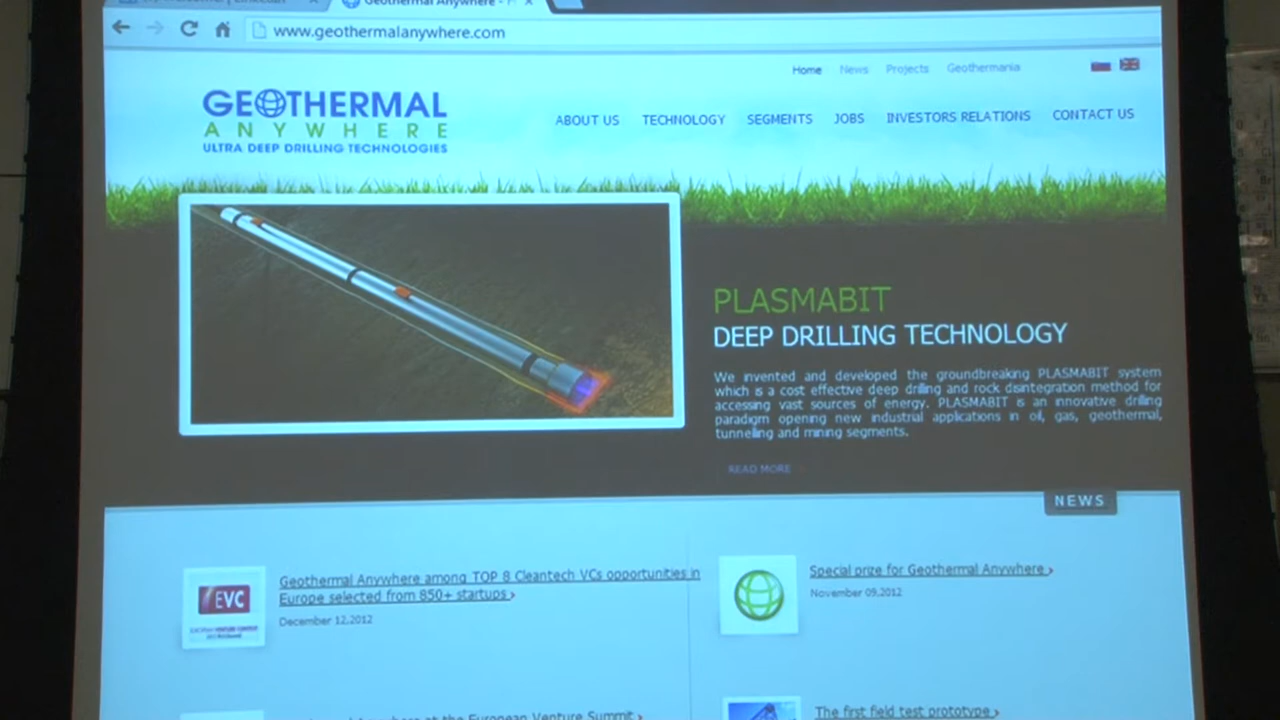 Geothermal Anywhere -
www.geothermalanywhere.com
Home News Projects Geothermania
GEOTHERMAL
ANYWHERE
ULTRA DEEP DRILLING TECHNOLOGIES
ABOUT US TECHNOLOGY SEGMENTS JOBS INVESTORS RELATIONS CONTACT US
PLASMABIT
DEEP DRILLING TECHNOLOGY
We invented and developed the groundbreaking PLASMABIT system
which is a cost effective deep drilling and rock disintegration method for
accessing vast sources of energy. PLASMABIT is an innovative drilling
paradigm opening new industrial applications in oil, gas, geothermal,
tunnelling and mining segments.
READ MORE
NEWS
EVC
Geothermal Anywhere among TOP 8 Cleantech VCs opportunities in
Europe selected from 850+ startups ›
December 12,2012
Special prize for Geothermal Anywhere ›
November 09,2012
at the European Venture Summit ›
The first field test prototype ›